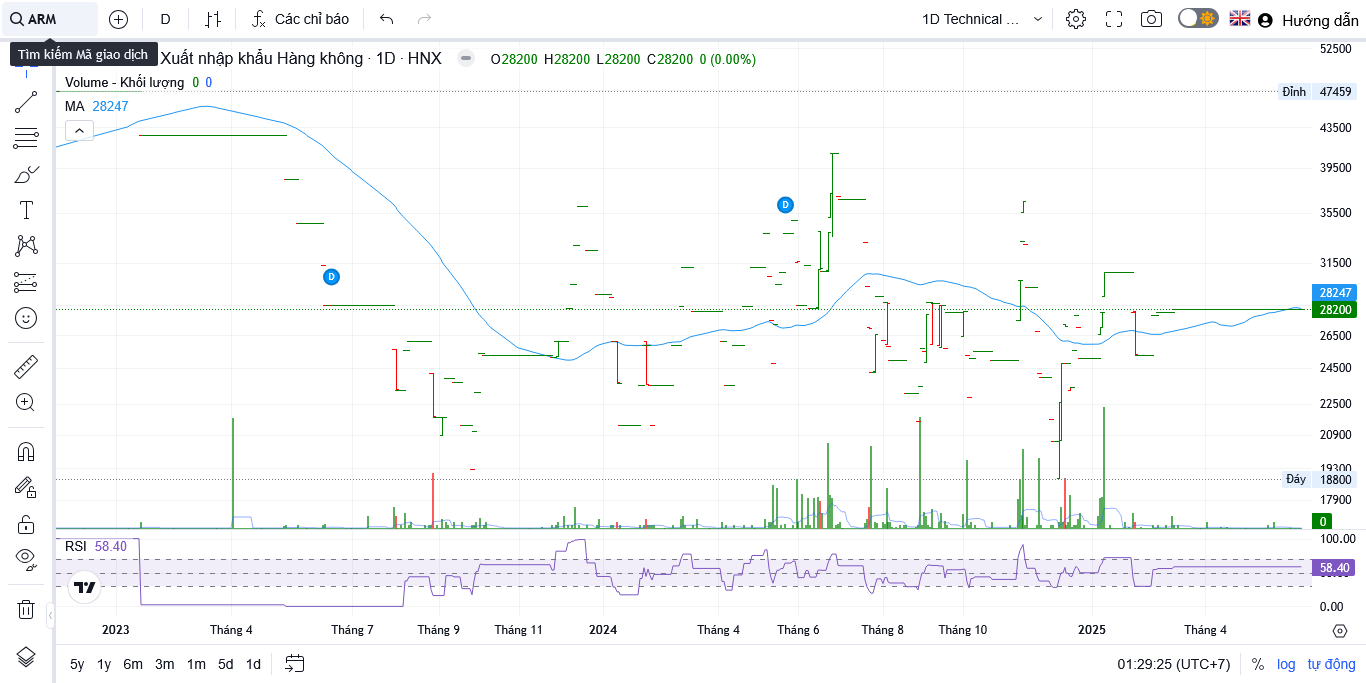 ARM D Các chỉ báo 1D Technical ... Hướng dẫn
Tìm kiếm Mã giao dịch
Xuất nhập khẩu Hàng không · 1D · HNX O28200 H28200 L28200 C28200 0 (0.00%)
Volume - Khối lượng 0 0
MA 28247
52500
Đỉnh 47459
43500
39500
35500
31500
28247
28200
26500
24500
22500
20900
19300
Đáy 18800
17900
0
D
D
RSI 58.40
100.00
58.40
0.00
2023 Tháng 4 Tháng 7 Tháng 9 Tháng 11 2024 Tháng 4 Tháng 6 Tháng 8 Tháng 10 2025 Tháng 4
5y 1y 6m 3m 1m 5d 1d 01:29:25 (UTC+7) % log tự động